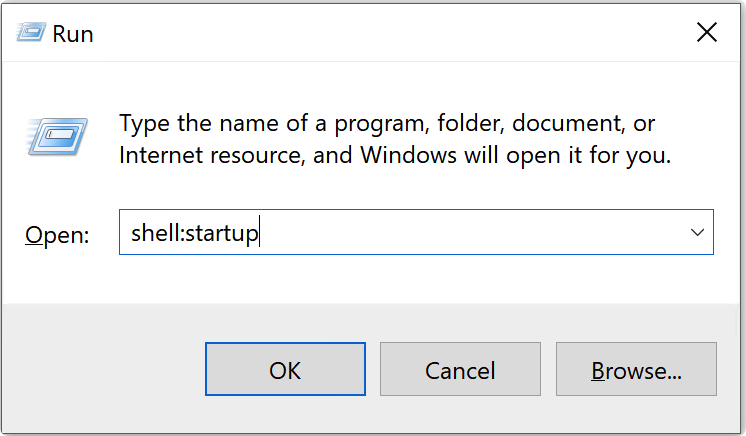 Run
Type the name of a program, folder, document, or
Internet resource, and Windows will open it for you.
Open: shell:startup
OK Cancel Browse...